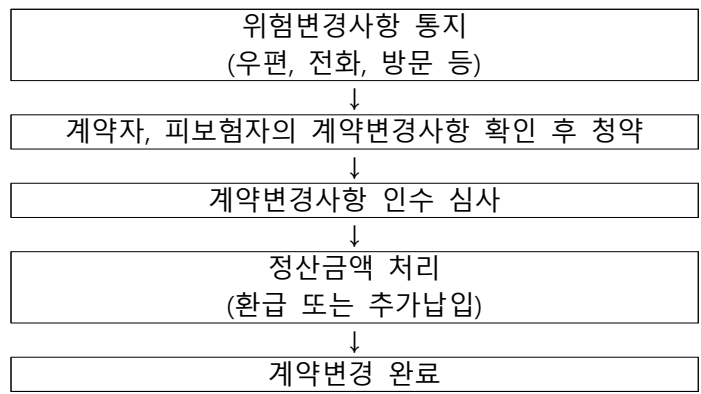 위험변경사항 통지
(우편, 전화, 방문 등)
↓
계약자, 피보험자의 계약변경사항 확인 후 청약
↓
계약변경사항 인수 심사
↓
정산금액 처리
(환급 또는 추가납입)
↓
계약변경 완료